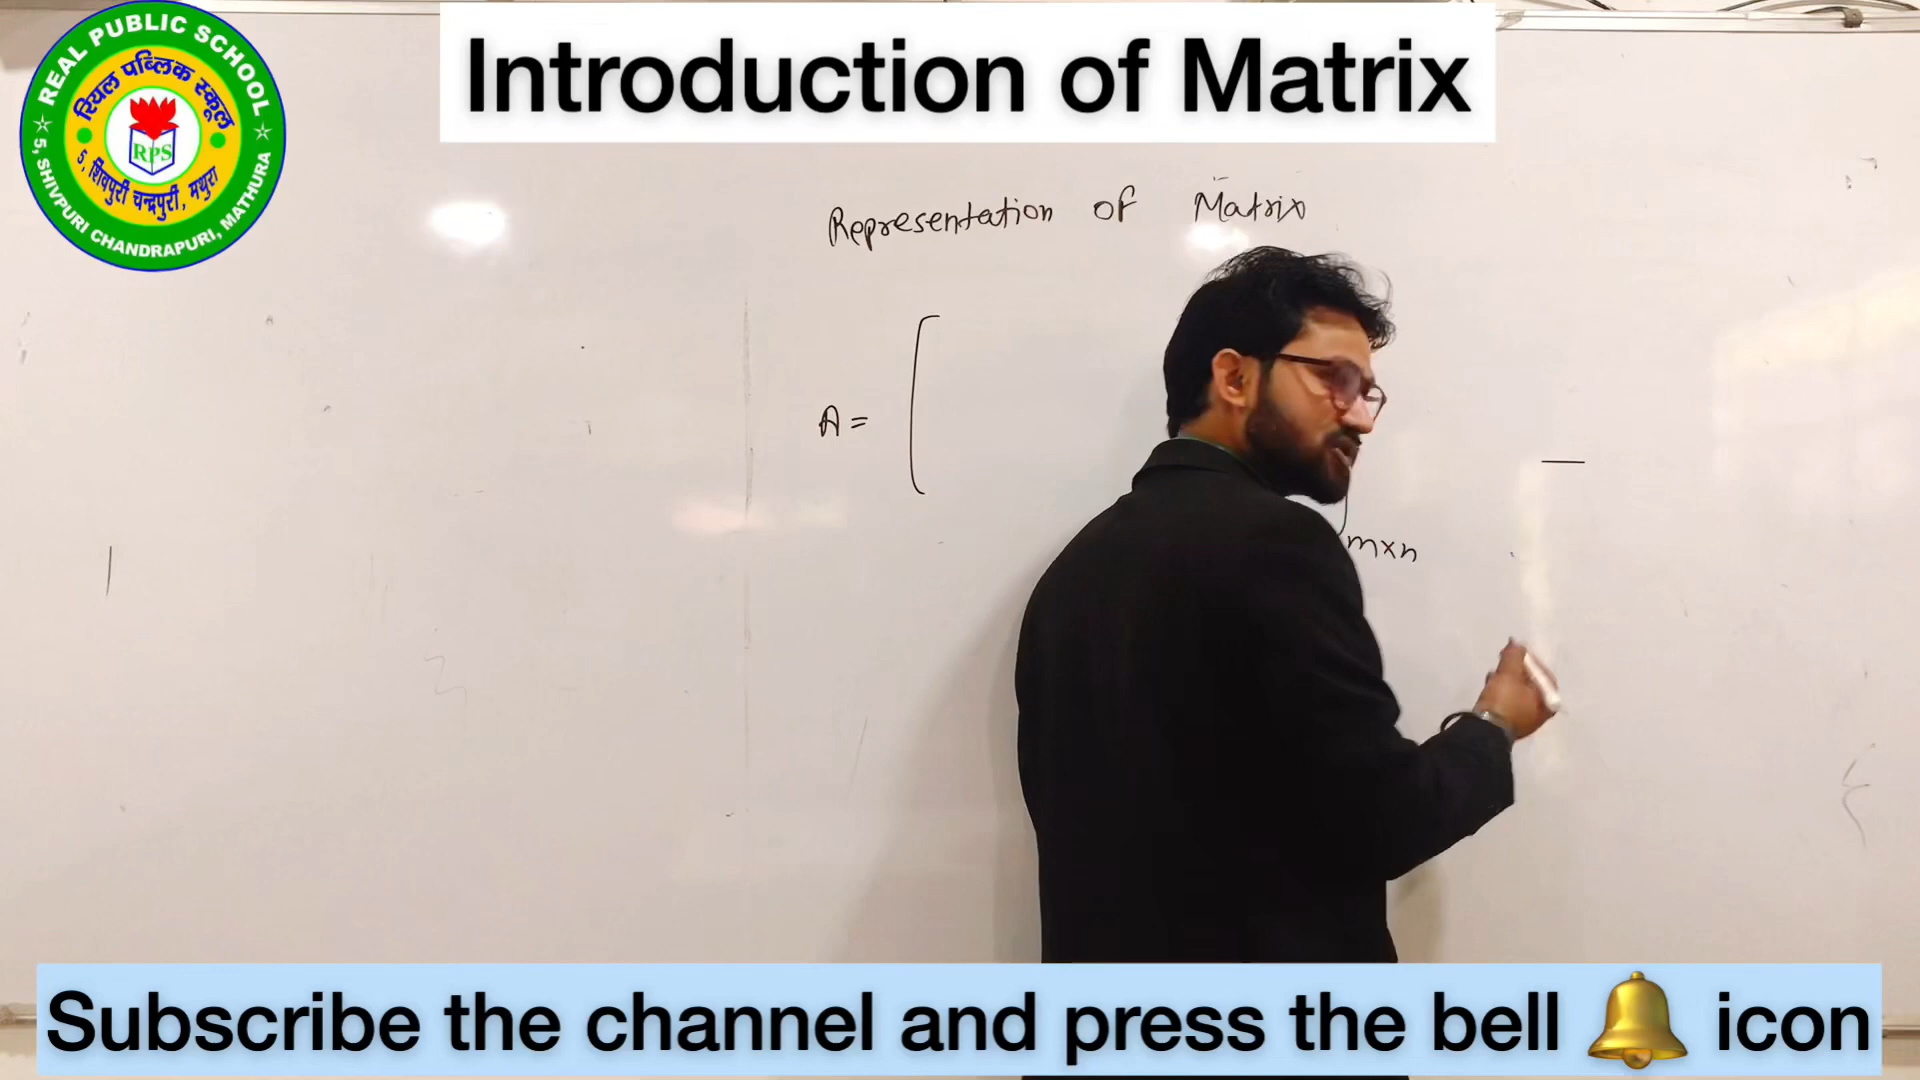 Introduction of Matrix
REAL PUBLIC SCHOOL
रियल पब्लिक स्कूल
RPS
5, शिवपुरी चन्द्रपुरी, मथुरा
5, SHIVPURI CHANDRAPURI, MATHURA
Representation of Matrix
A = [
m×n
Subscribe the channel and press the bell 🔔 icon